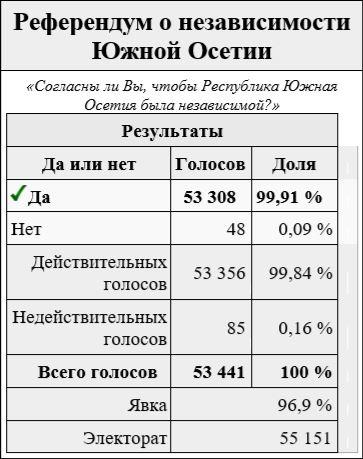 Референдум о независимости
Южной Осетии
«Согласны ли Вы, чтобы Республика Южная
Осетия была независимой?»
Результаты
Да или нет Голосов Доля
Да 53 308 99,91 %
Нет 48 0,09 %
Действительных
голосов 53 356 99,84 %
Недействительных
голосов 85 0,16 %
Всего голосов 53 441 100 %
Явка 96,9 %
Электорат 55 151